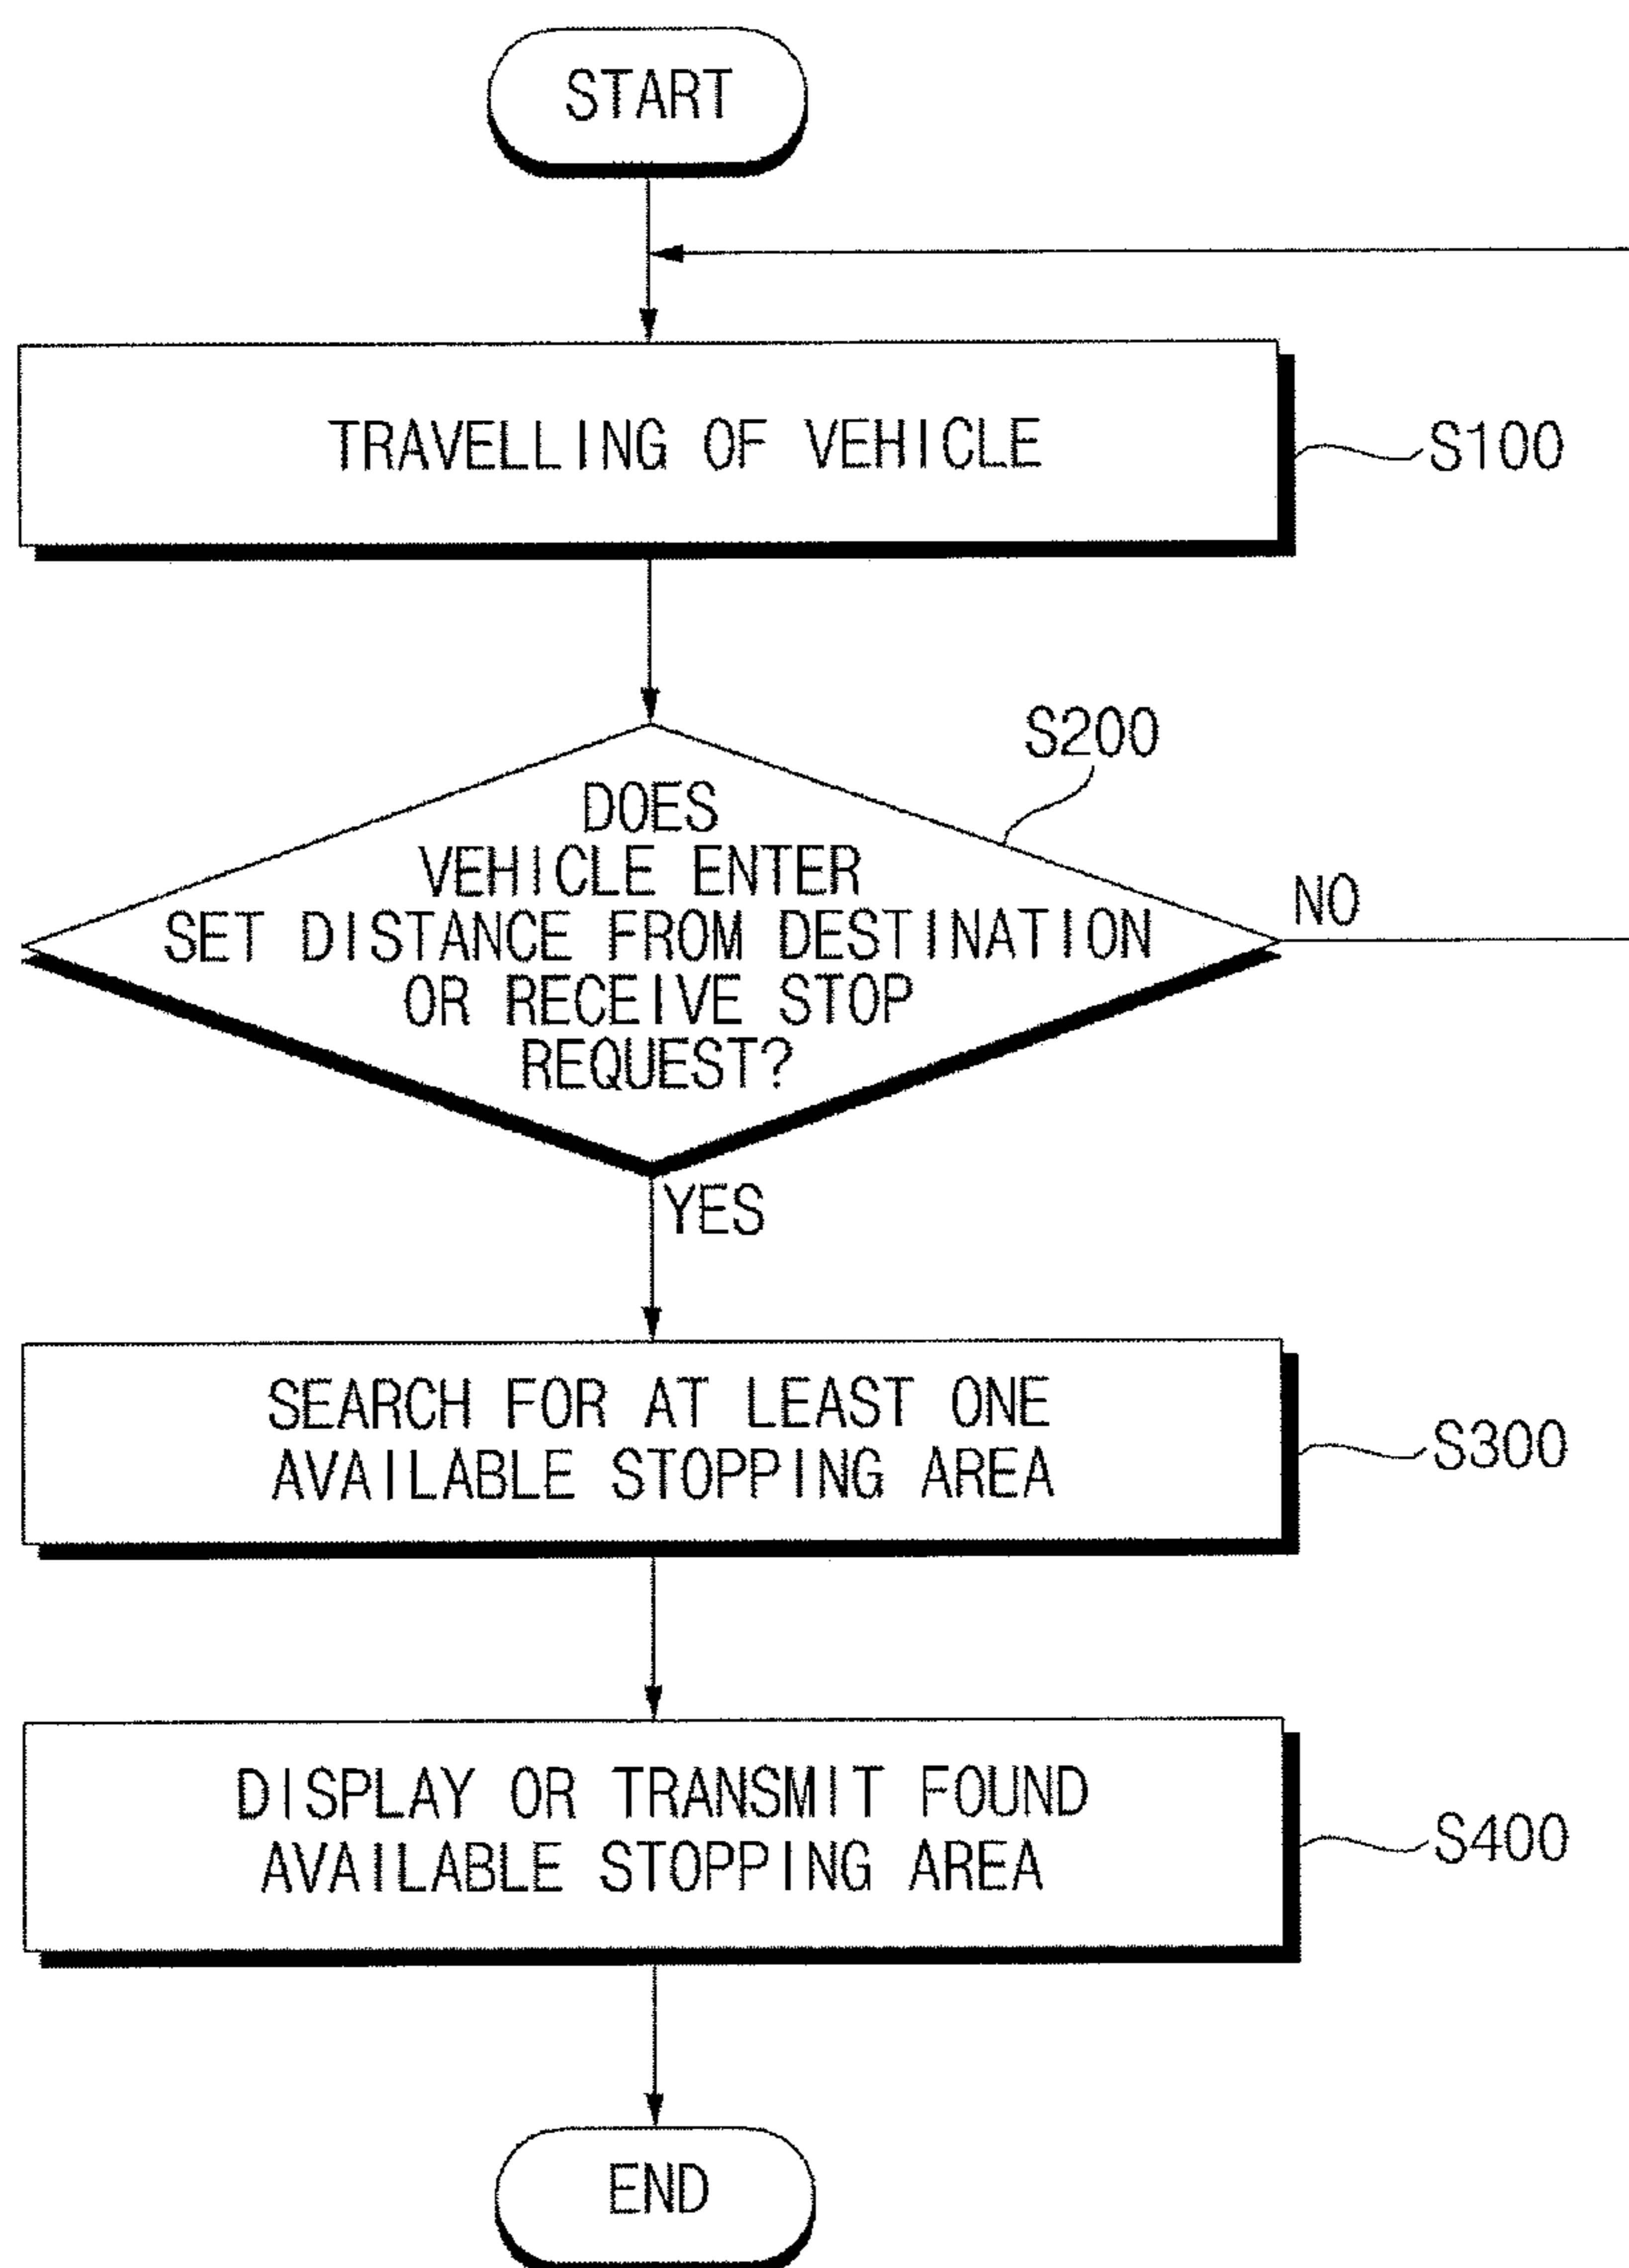 START
TRAVELLING OF VEHICLE
S100
S200
DOES
VEHICLE ENTER
SET DISTANCE FROM DESTINATION
OR RECEIVE STOP
REQUEST?
NO
YES
SEARCH FOR AT LEAST ONE
AVAILABLE STOPPING AREA
S300
DISPLAY OR TRANSMIT FOUND
AVAILABLE STOPPING AREA
S400
END